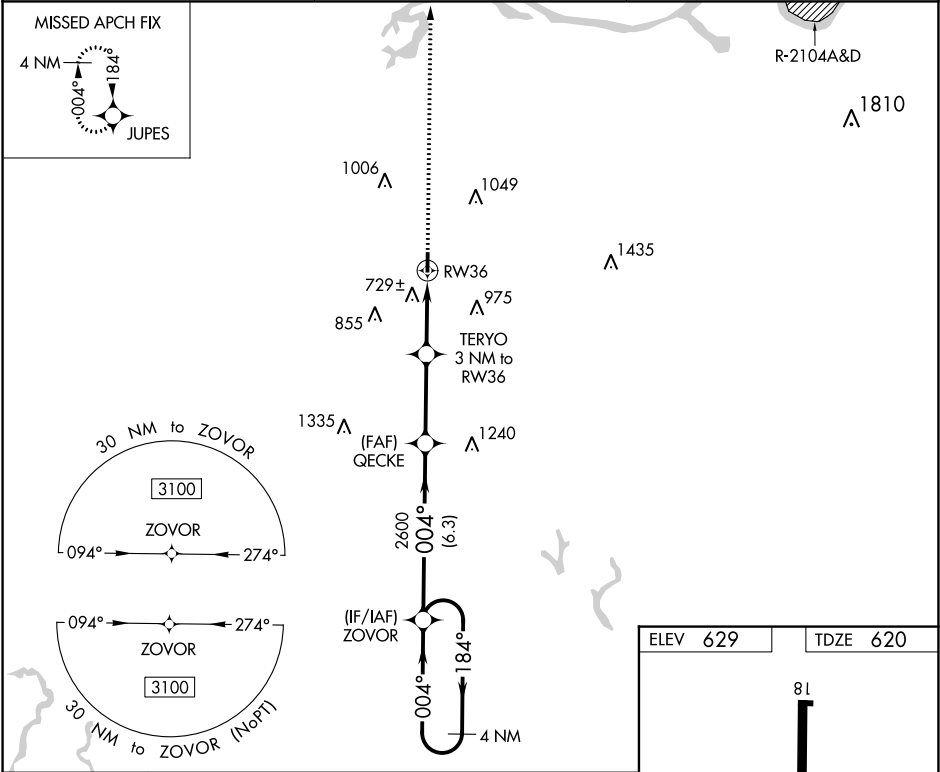 MISSED APCH FIX
4 NM
184°
004°
JUPES
R-2104A&D
1810
1006
1049
1435
RW36
729±
975
855
TERYO
3 NM to
RW36
1335
(FAF)
QECKE
1240
30 NM to ZOVOR
3100
ZOVOR
094°
274°
2600
004°
(6.3)
094°
274°
ZOVOR
3100
30 NM to ZOVOR (NoPT)
(IF/IAF)
ZOVOR
184°
004°
4 NM
ELEV 629
TDZE 620
18